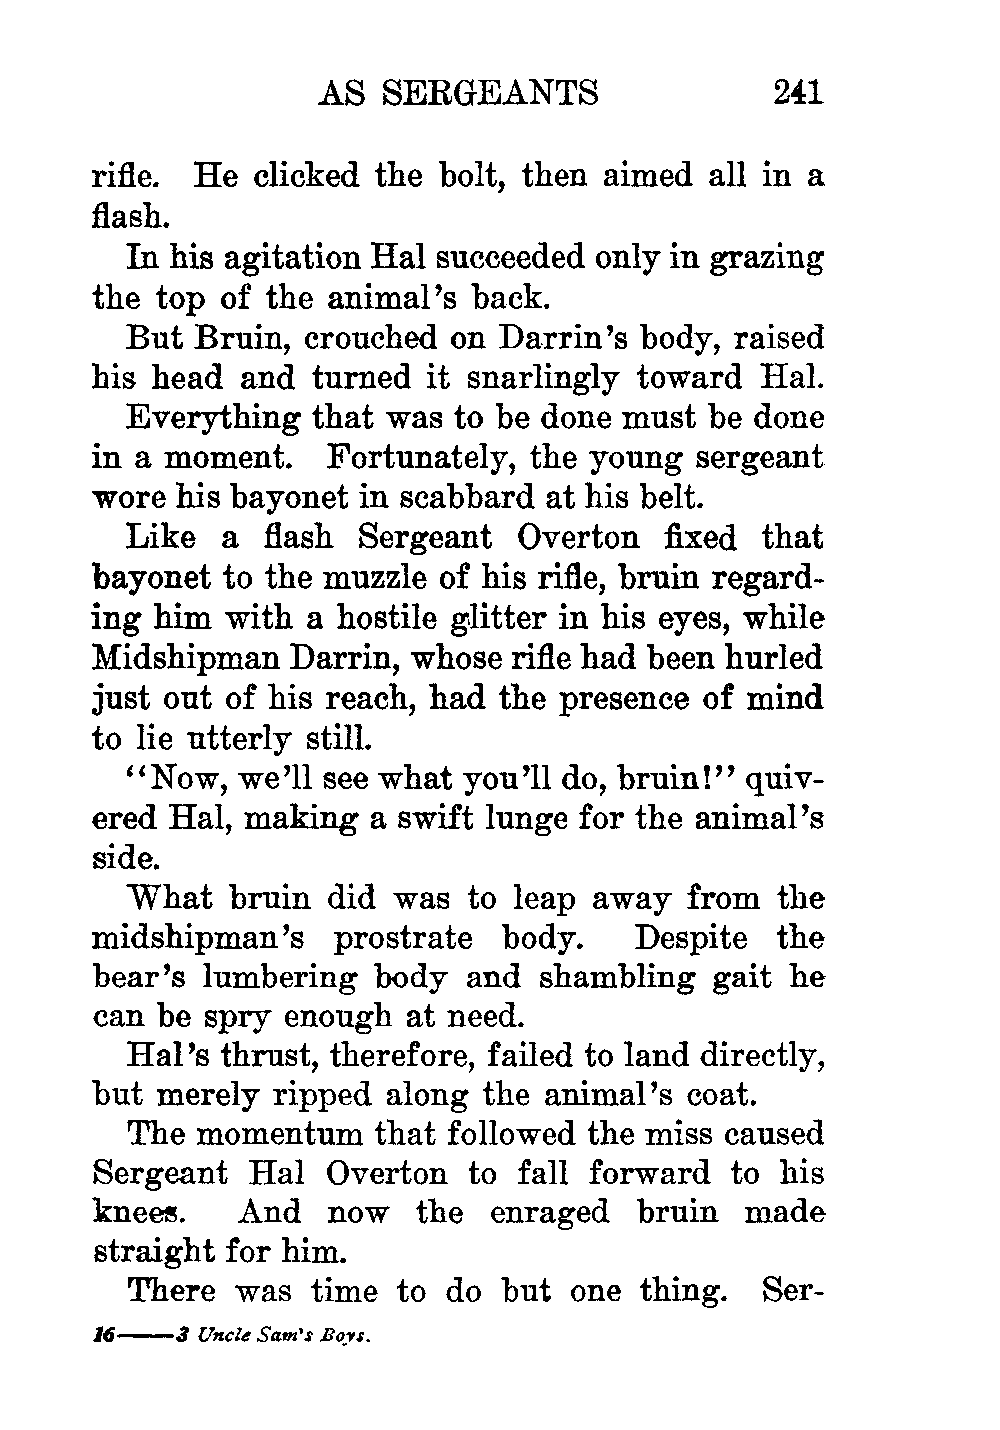 AS SERGEANTS 241
rifle. He clicked the bolt, then aimed all in a
flash.
In his agitation Hal succeeded only in grazing
the top of the animal's back.
But Bruin, crouched on Darrin's body, raised
his head and turned it snarlingly toward Hal.
Everything that was to be done must be done
in a moment. Fortunately, the young sergeant
wore his bayonet in scabbard at his belt.
Like a flash Sergeant Overton fixed that
bayonet to the muzzle of his rifle, bruin regard-
ing him with a hostile glitter in his eyes, while
Midshipman Darrin, whose rifle had been hurled
just out of his reach, had the presence of mind
to lie utterly still.
"Now, we'll see what you'll do, bruin!" quiv-
ered Hal, making a swift lunge for the animal's
side.
What bruin did was to leap away from the
midshipman's prostrate body. Despite the
bear's lumbering body and shambling gait he
can be spry enough at need.
Hal's thrust, therefore, failed to land directly,
but merely ripped along the animal's coat.
The momentum that followed the miss caused
Sergeant Hal Overton to fall forward to his
knees. And now the enraged bruin made
straight for him.
There was time to do but one thing. Ser-
16——3 Uncle Sam's Boys.